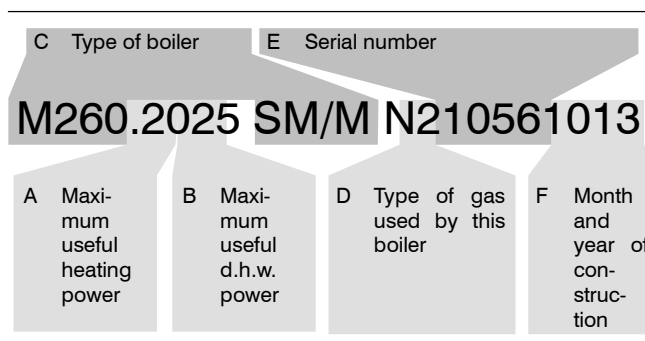 C Type of boiler
E Serial number
M260.2025 SM/M N210561013
A Maxi-
mum
useful
heating
power
B Maxi-
mum
useful
d.h.w.
power
D Type of gas
used by this
boiler
F Month
and
year of
con-
struc-
tion